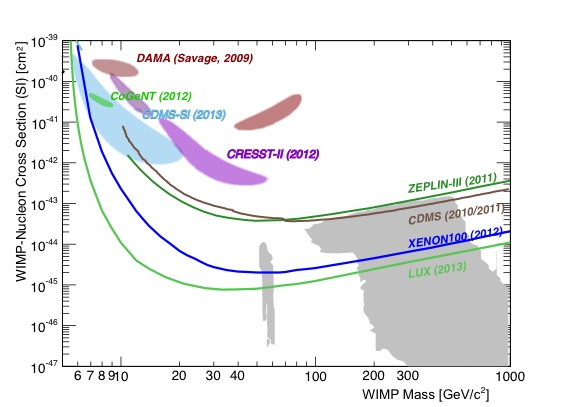 10-39
10-40
10-41
10-42
10-43
10-44
10-45
10-46
10-47
WIMP-Nucleon Cross Section (SI) [cm2]
DAMA (Savage, 2009)
CoGeNT (2012)
CDMS-SI (2013)
CRESST-II (2012)
ZEPLIN-III (2011)
CDMS (2010/2011)
XENON100 (2012)
LUX (2013)
6 7 8 9 10 20 30 40 100 200 300 1000
WIMP Mass [GeV/c2]